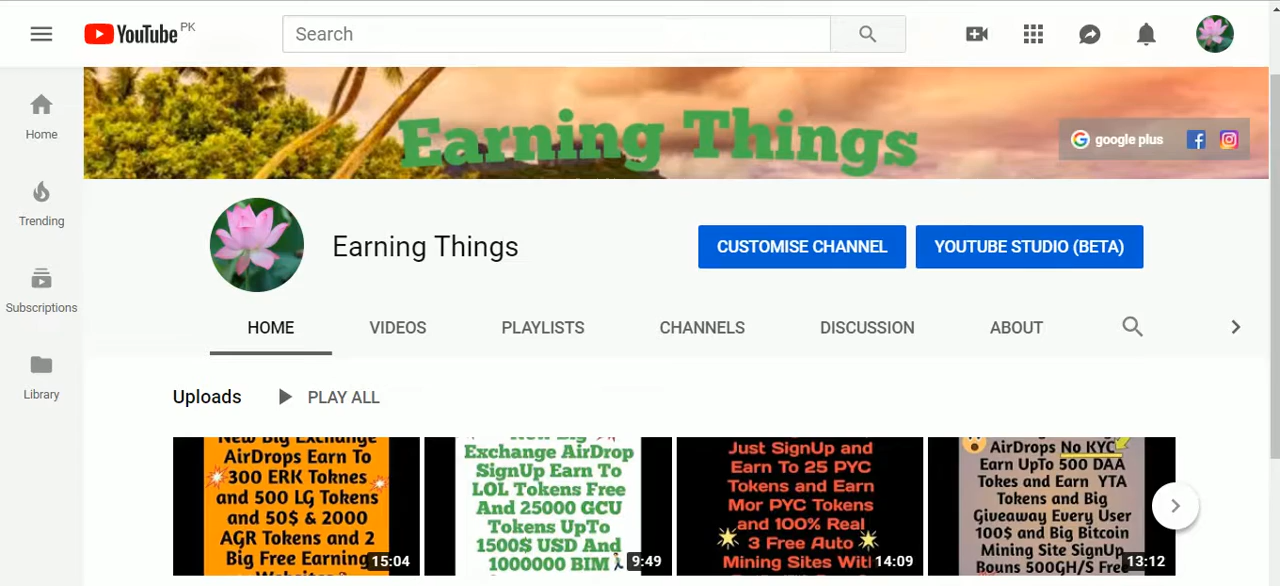 YouTube PK
Search
Earning Things
google plus
Home
Trending
Subscriptions
Library
Earning Things
CUSTOMISE CHANNEL
YOUTUBE STUDIO (BETA)
HOME
VIDEOS
PLAYLISTS
CHANNELS
DISCUSSION
ABOUT
Uploads
PLAY ALL
New Big Exchange
AirDrops Earn To
300 ERK Toknes
and 500 LG Tokens
and 50$ & 2000
AGR Tokens and 2
Big Free Earning
15:04
Exchange AirDrop
SignUp Earn To
LOL Tokens Free
And 25000 GCU
Tokens UpTo
1500$ USD And
1000000 BIM
9:49
Just SignUp and
Earn To 25 PYC
Tokens and Earn
Mor PYC Tokens
and 100% Real
3 Free Auto
Mining Sites With
14:09
AirDrops No KYC
Earn UpTo 500 DAA
Tokes and Earn YTA
Tokens and Big
Giveaway Every User
100$ and Big Bitcoin
Mining Site SignUp
Bouns 500GH/S Free
13:12